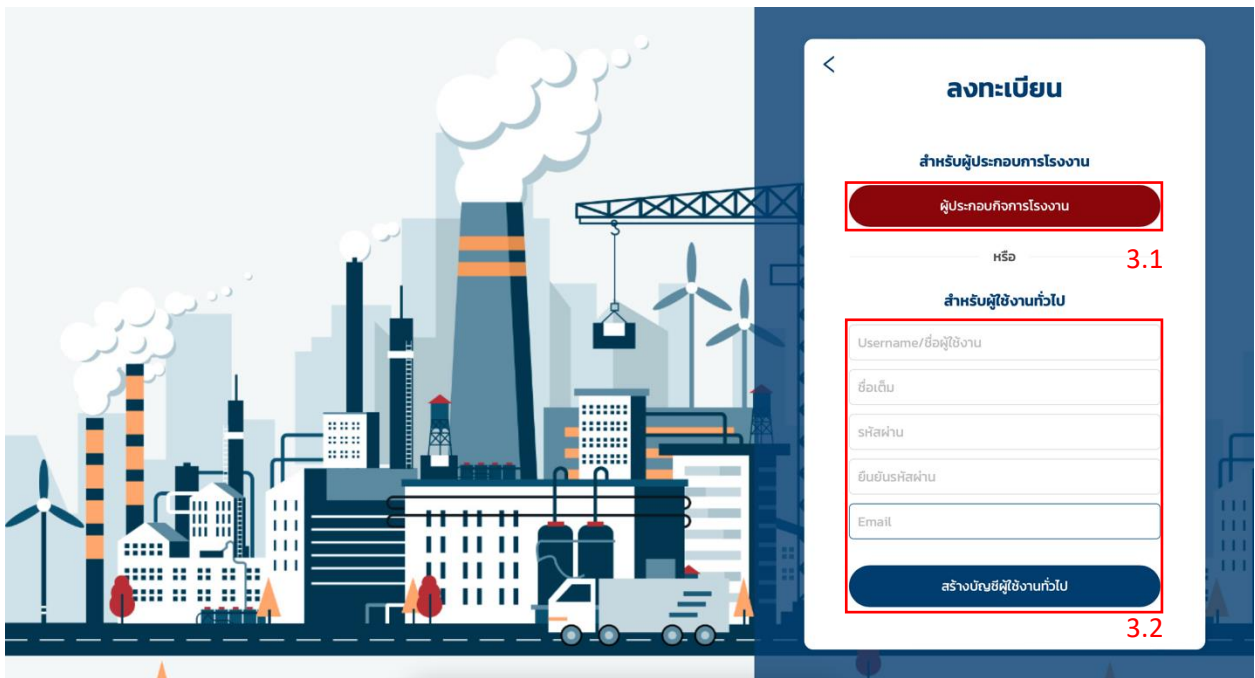 ลงทะเบียน
สำหรับผู้ประกอบการโรงงาน
ผู้ประกอบกิจการโรงงาน
หรือ
3.1
สำหรับผู้ใช้งานทั่วไป
Username/ชื่อผู้ใช้งาน
ชื่อเต็ม
รหัสผ่าน
ยืนยันรหัสผ่าน
Email
สร้างบัญชีผู้ใช้งานทั่วไป
3.2